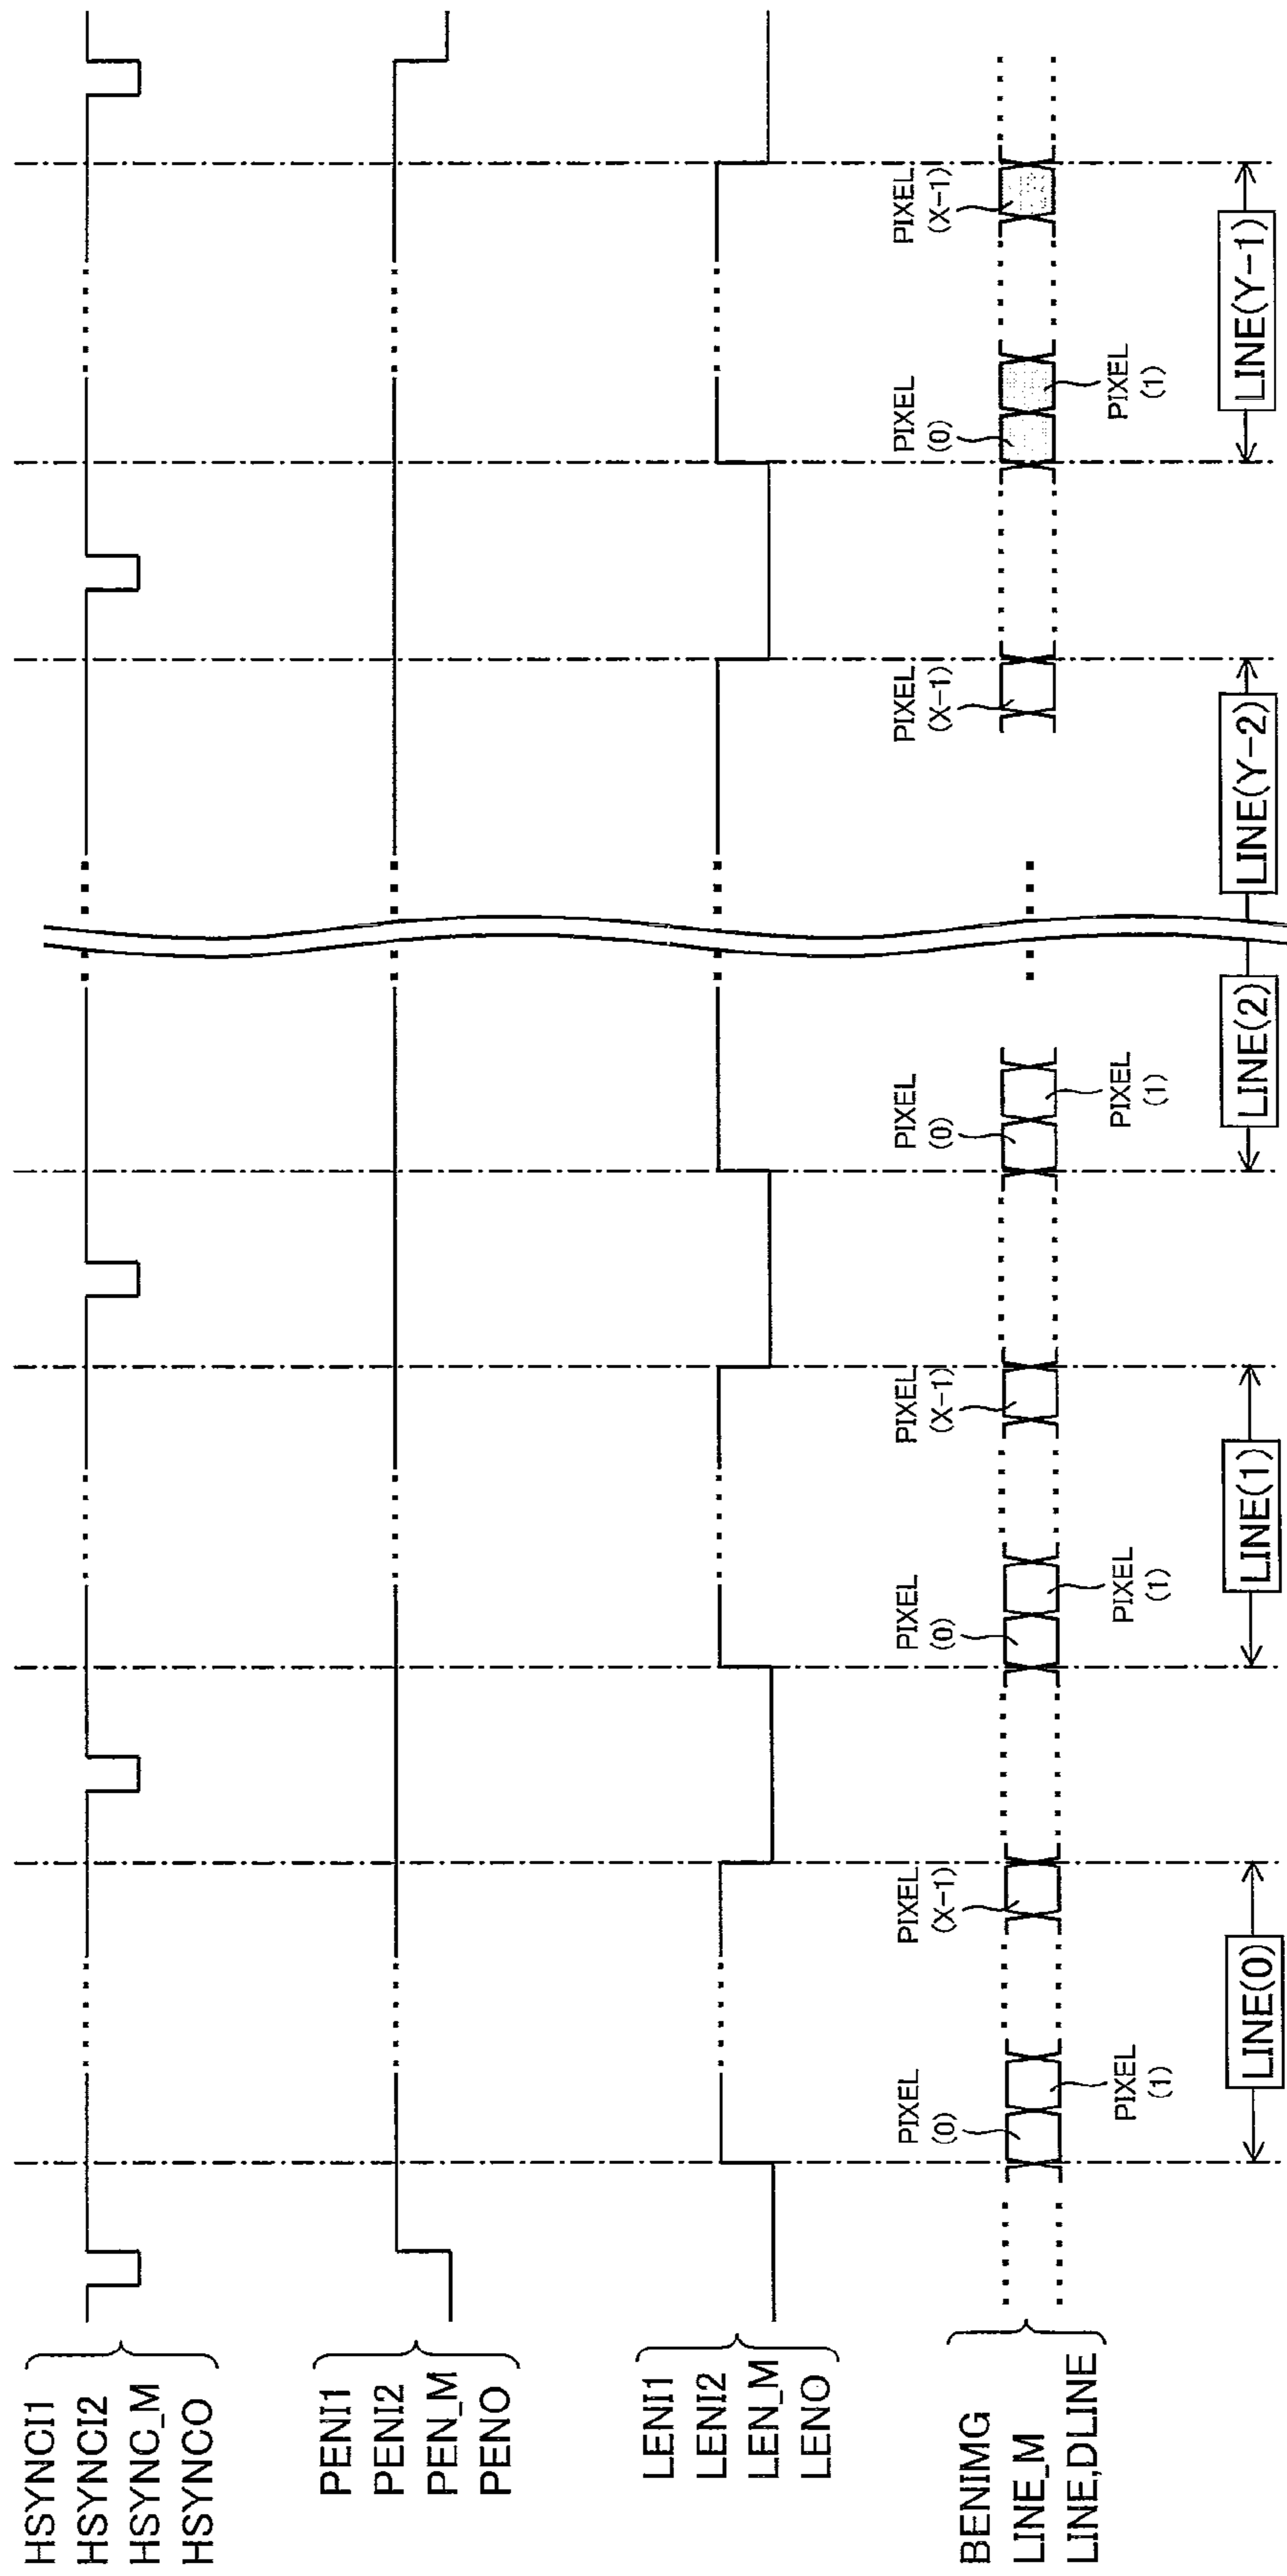 HSYNCI1
HSYNCI2
HSYNC_M
HSYNCO
PENI1
PENI2
PEN_M
PENO
LENI1
LENI2
LEN_M
LENO
BENIMG
LINE_M
LINE,DLINE
PIXEL
(0)
PIXEL
(1)
PIXEL
(X-1)
PIXEL
(0)
PIXEL
(1)
PIXEL
(X-1)
PIXEL
(0)
PIXEL
(1)
PIXEL
(X-1)
PIXEL
(0)
PIXEL
(1)
PIXEL
(X-1)
LINE(0)
LINE(1)
LINE(2)
LINE(Y-2)
LINE(Y-1)